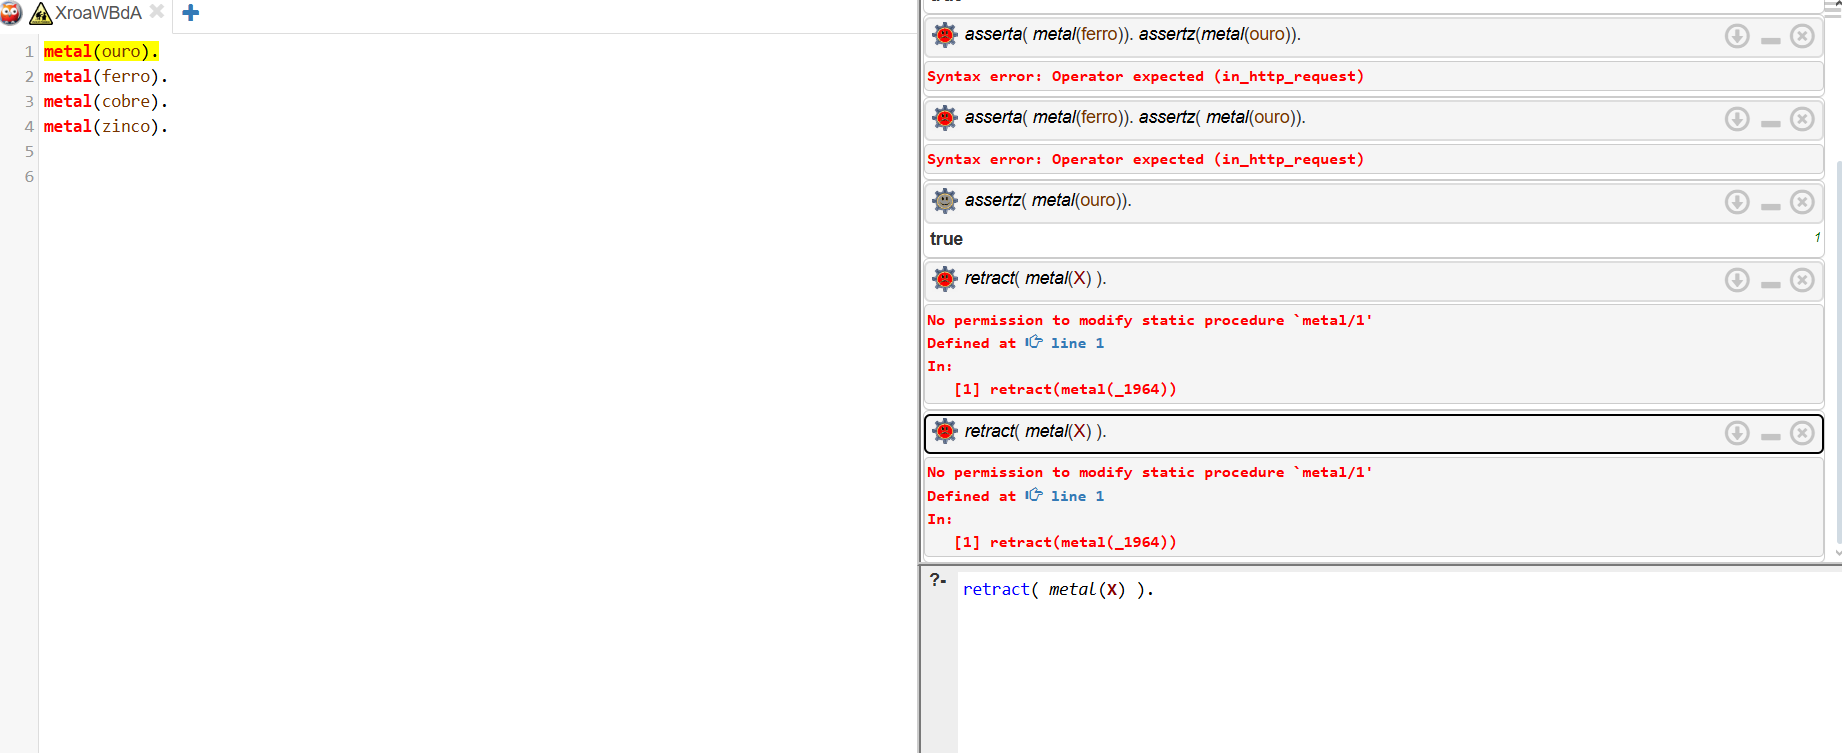 XroaWBdA
1 metal(ouro).
2 metal(ferro).
3 metal(cobre).
4 metal(zinco).
5
6
asserta( metal(ferro)). assertz(metal(ouro)).
Syntax error: Operator expected (in_http_request)
asserta( metal(ferro)). assertz( metal(ouro)).
Syntax error: Operator expected (in_http_request)
assertz( metal(ouro)).
true
1
retract( metal(X) ).
No permission to modify static procedure `metal/1'
Defined at line 1
In:
[1] retract(metal(_1964))
retract( metal(X) ).
No permission to modify static procedure `metal/1'
Defined at line 1
In:
[1] retract(metal(_1964))
?- retract( metal(X) ).